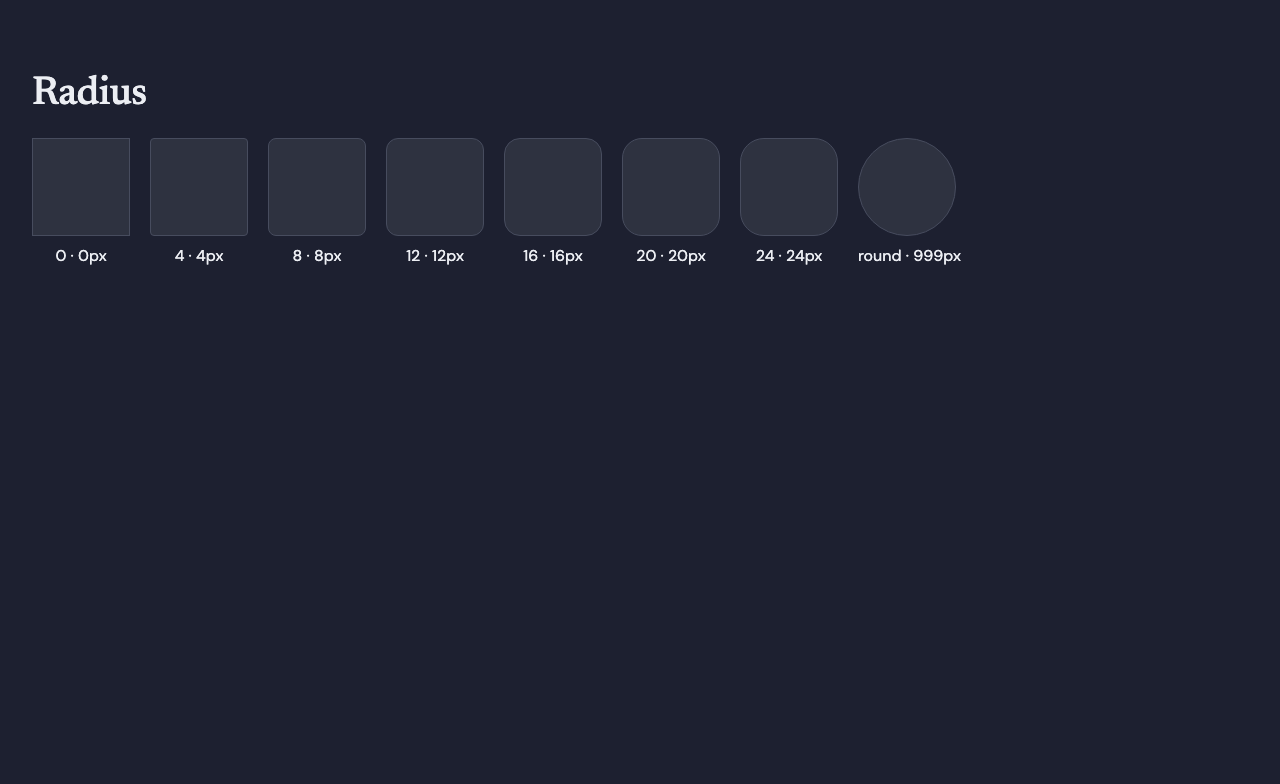 Radius
0 · 0px
4 · 4px
8 · 8px
12 · 12px
16 · 16px
20 · 20px
24 · 24px
round · 999px